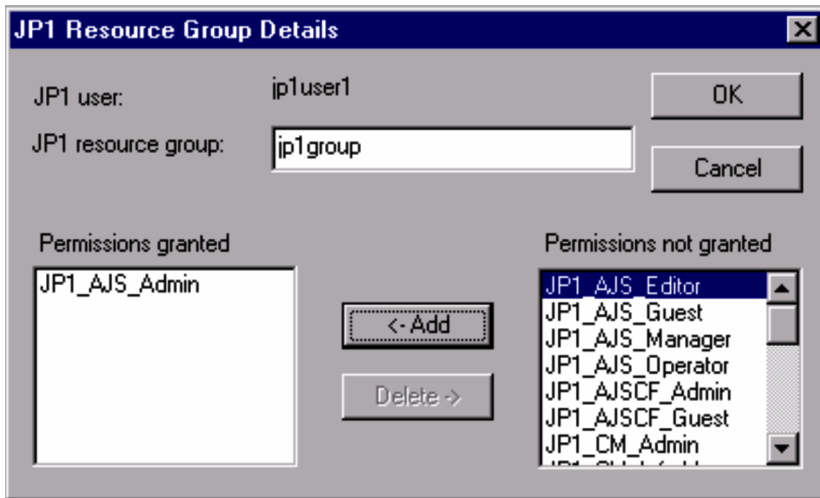 JP1 Resource Group Details
JP1 user: jp1user1
OK
JP1 resource group: jp1group
Cancel
Permissions granted
Permissions not granted
JP1_AJS_Admin
<- Add
Delete ->
JP1_AJS_Editor
JP1_AJS_Guest
JP1_AJS_Manager
JP1_AJS_Operator
JP1_AJSCF_Admin
JP1_AJSCF_Guest
JP1_CM_Admin